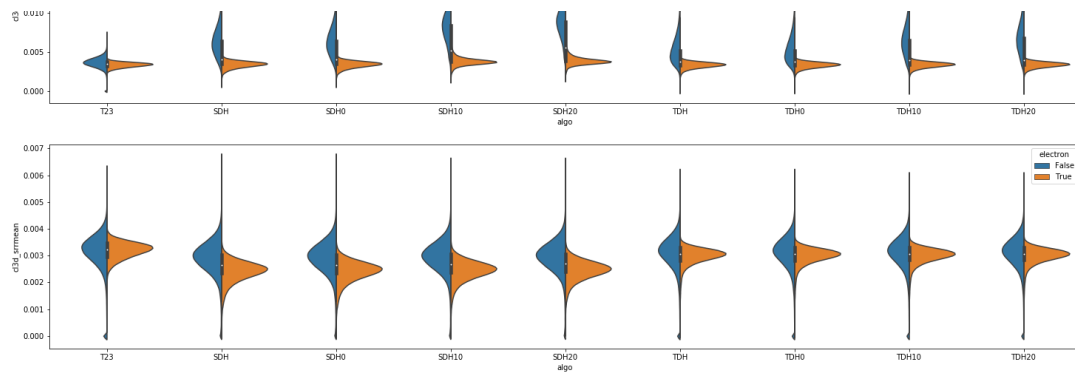 0.010
cl3
0.005
0.000
T23 SDH SDH0 SDH10 SDH20 TDH TDH0 TDH10 TDH20
algo
0.007
electron
False
True
0.006
0.005
0.004
cl3d_srrmean
0.003
0.002
0.001
0.000
T23 SDH SDH0 SDH10 SDH20 TDH TDH0 TDH10 TDH20
algo